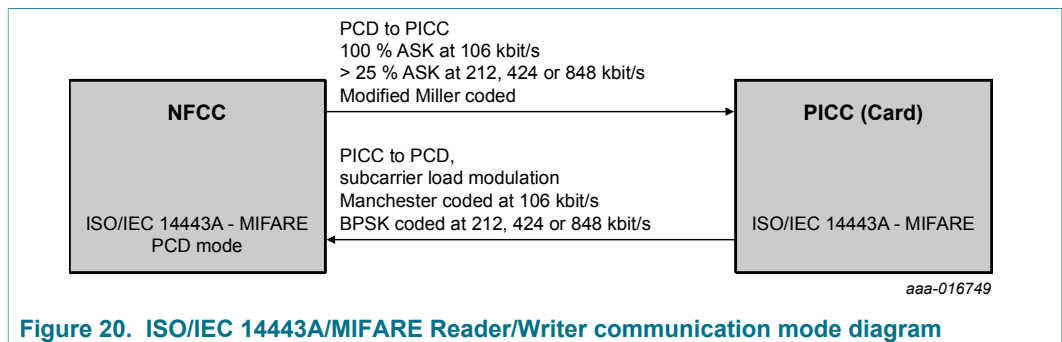 PCD to PICC
100 % ASK at 106 kbit/s
> 25 % ASK at 212, 424 or 848 kbit/s
Modified Miller coded
NFCC
PICC (Card)
PICC to PCD,
subcarrier load modulation
Manchester coded at 106 kbit/s
BPSK coded at 212, 424 or 848 kbit/s
ISO/IEC 14443A - MIFARE
PCD mode
ISO/IEC 14443A - MIFARE
aaa-016749
Figure 20. ISO/IEC 14443A/MIFARE Reader/Writer communication mode diagram